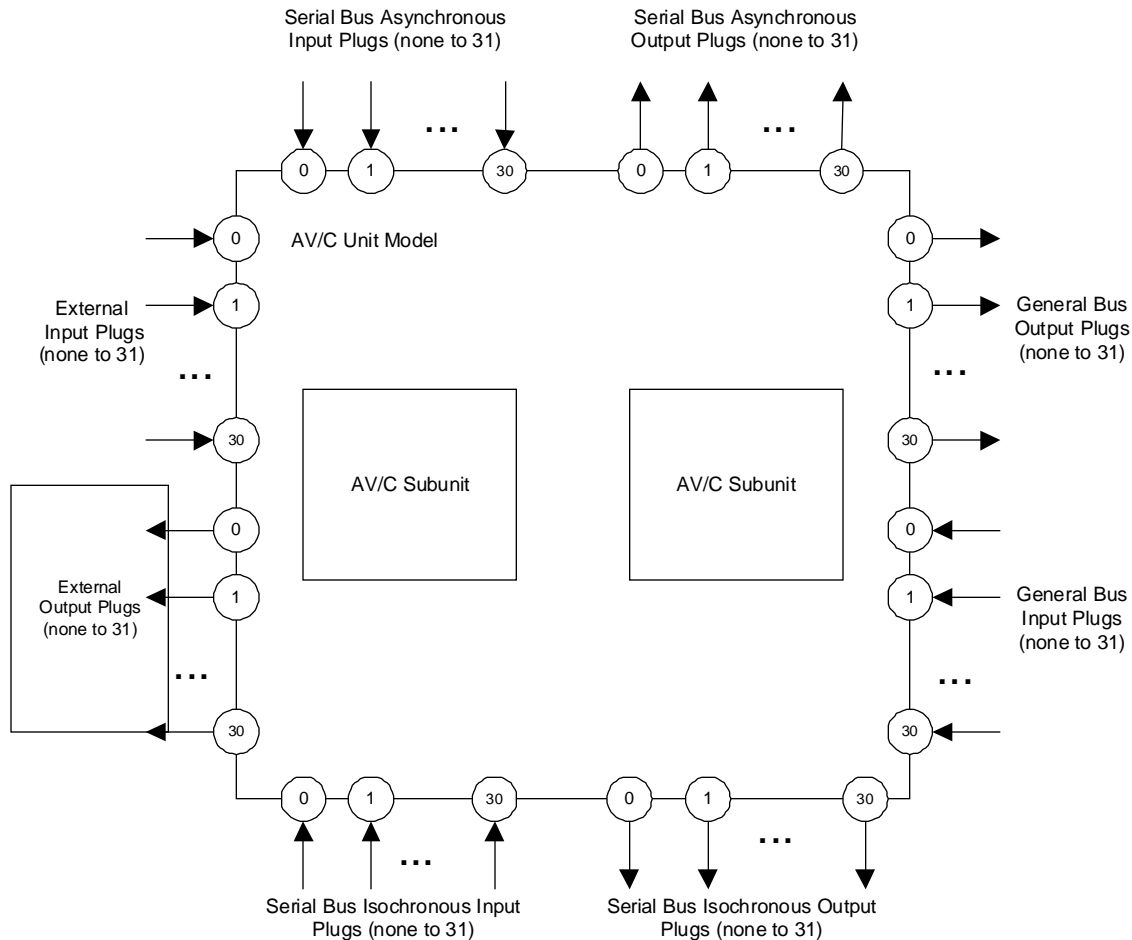 Serial Bus Asynchronous
Input Plugs (none to 31)
Serial Bus Asynchronous
Output Plugs (none to 31)
...
...
0
1
30
0
1
30
0
AV/C Unit Model
0
External
Input Plugs
(none to 31)
1
1
General Bus
Output Plugs
(none to 31)
...
...
30
30
AV/C Subunit
AV/C Subunit
0
0
External
Output Plugs
(none to 31)
1
1
General Bus
Input Plugs
(none to 31)
...
...
30
30
0
1
30
0
1
30
...
...
Serial Bus Isochronous Input
Plugs (none to 31)
Serial Bus Isochronous Output
Plugs (none to 31)